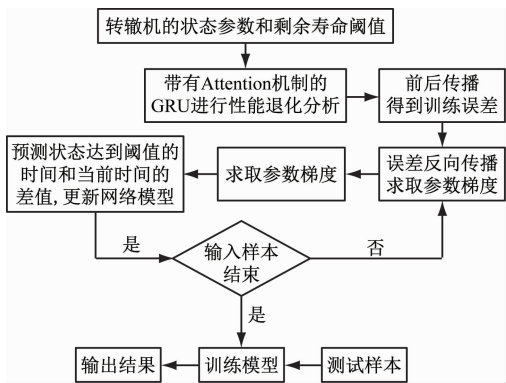 转辙机的状态参数和剩余寿命阈值
带有Attention机制的
GRU进行性能退化分析
前后传播
得到训练误差
预测状态达到阈值的
时间和当前时间的
差值,更新网络模型
求取参数梯度
误差反向传播
求取参数梯度
是
输入样本
结束
否
是
输出结果
训练模型
测试样本